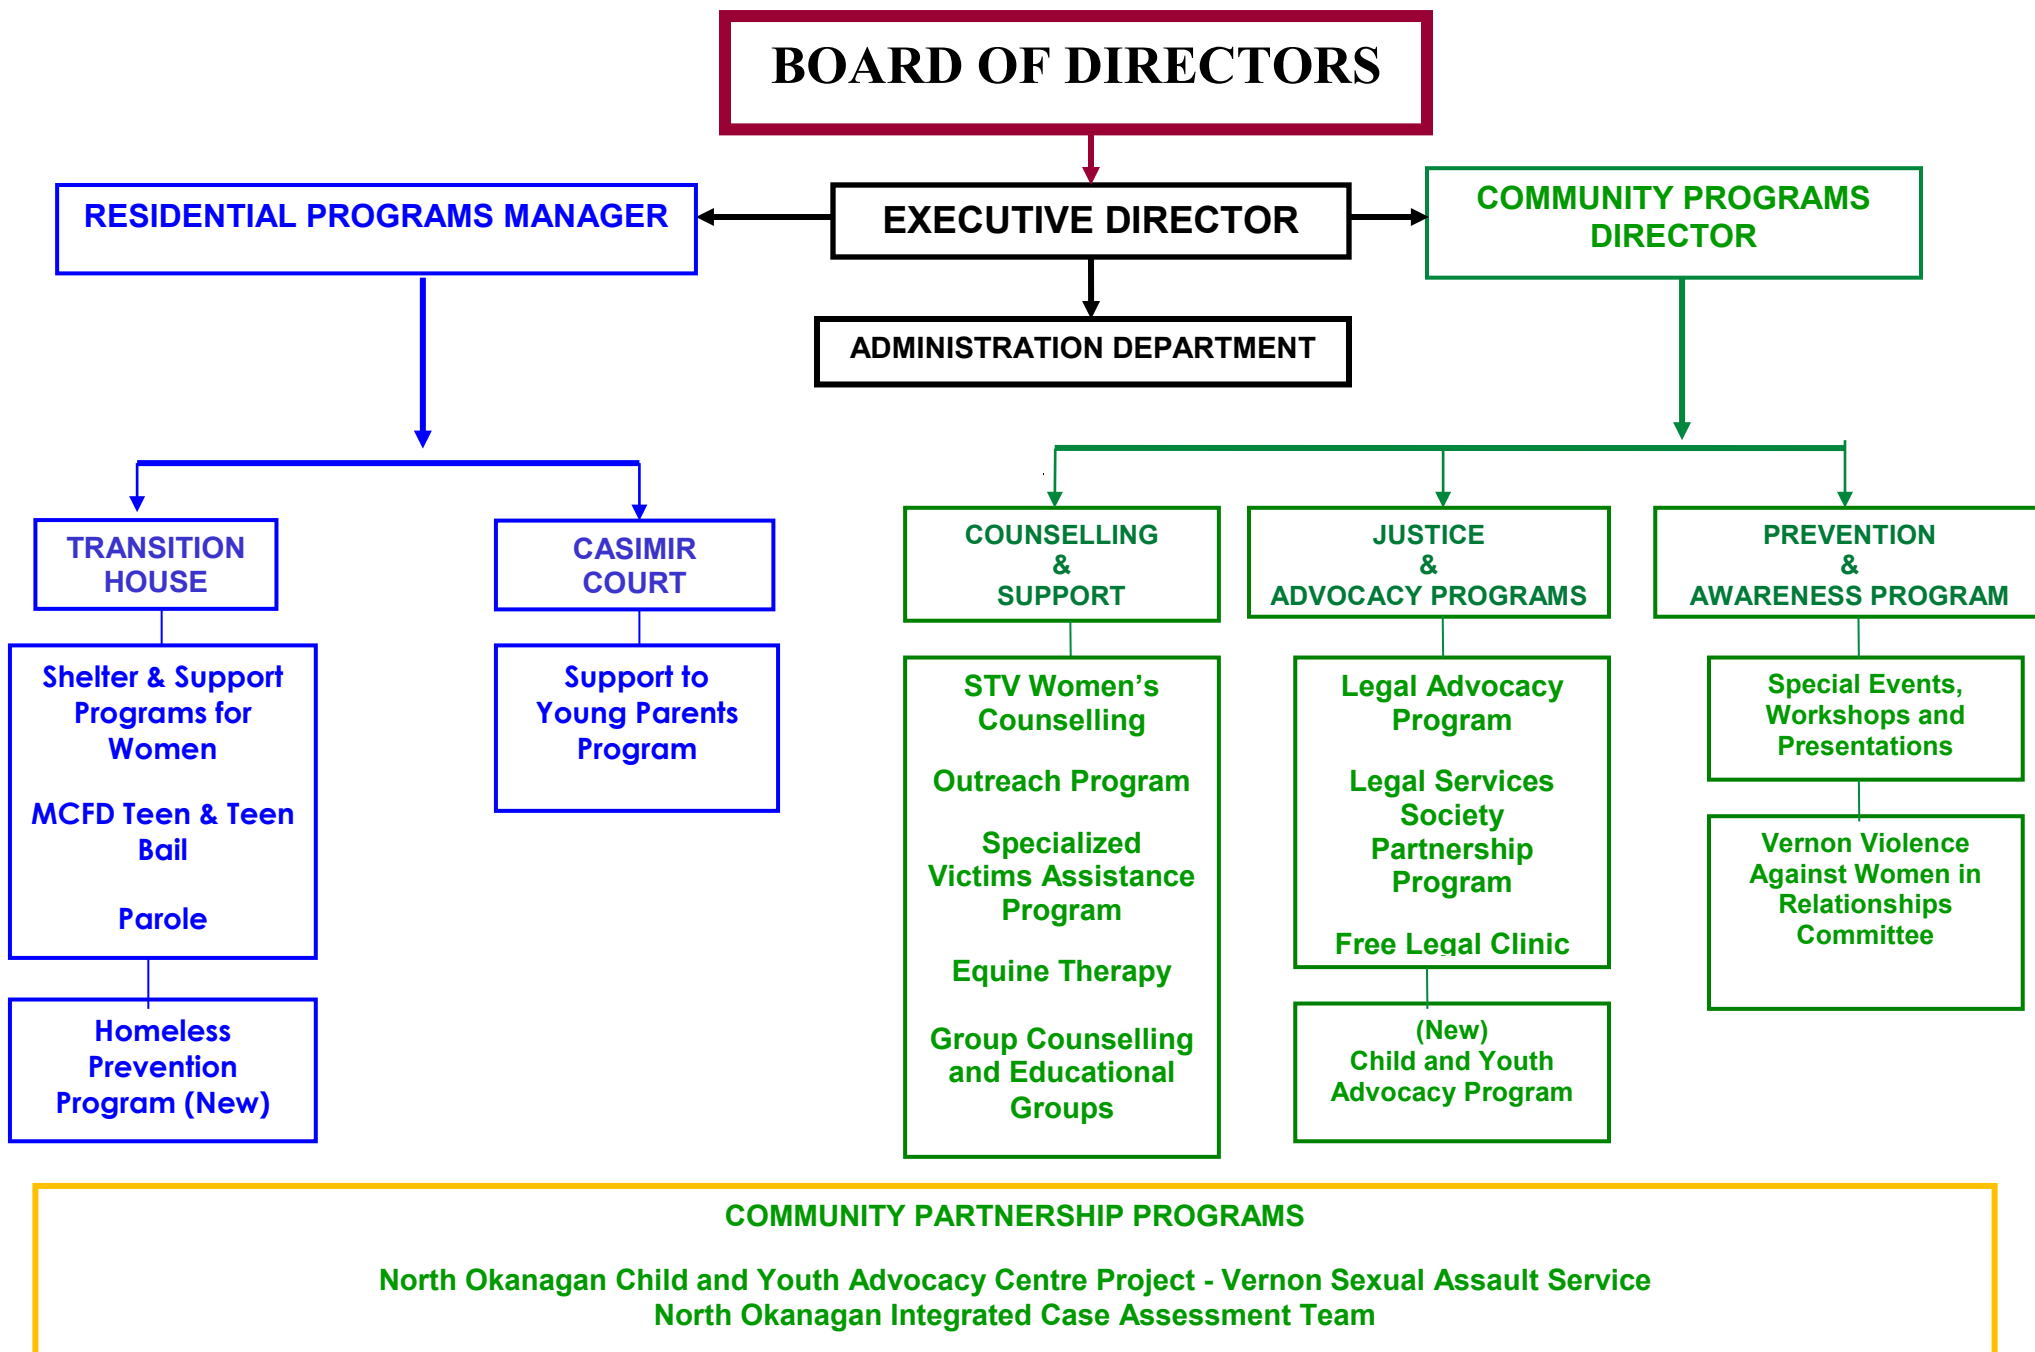 BOARD OF DIRECTORS
RESIDENTIAL PROGRAMS MANAGER
EXECUTIVE DIRECTOR
COMMUNITY PROGRAMS
DIRECTOR
ADMINISTRATION DEPARTMENT
TRANSITION
HOUSE
CASIMIR
COURT
COUNSELLING
&
SUPPORT
JUSTICE
&
ADVOCACY PROGRAMS
PREVENTION
&
AWARENESS PROGRAM
Shelter & Support
Programs for
Women
MCFD Teen & Teen
Bail
Parole
Homeless
Prevention
Program (New)
Support to
Young Parents
Program
STV Women’s
Counselling
Outreach Program
Specialized
Victims Assistance
Program
Equine Therapy
Group Counselling
and Educational
Groups
Legal Advocacy
Program
Legal Services
Society
Partnership
Program
Free Legal Clinic
(New)
Child and Youth
Advocacy Program
Special Events,
Workshops and
Presentations
Vernon Violence
Against Women in
Relationships
Committee
COMMUNITY PARTNERSHIP PROGRAMS
North Okanagan Child and Youth Advocacy Centre Project - Vernon Sexual Assault Service
North Okanagan Integrated Case Assessment Team